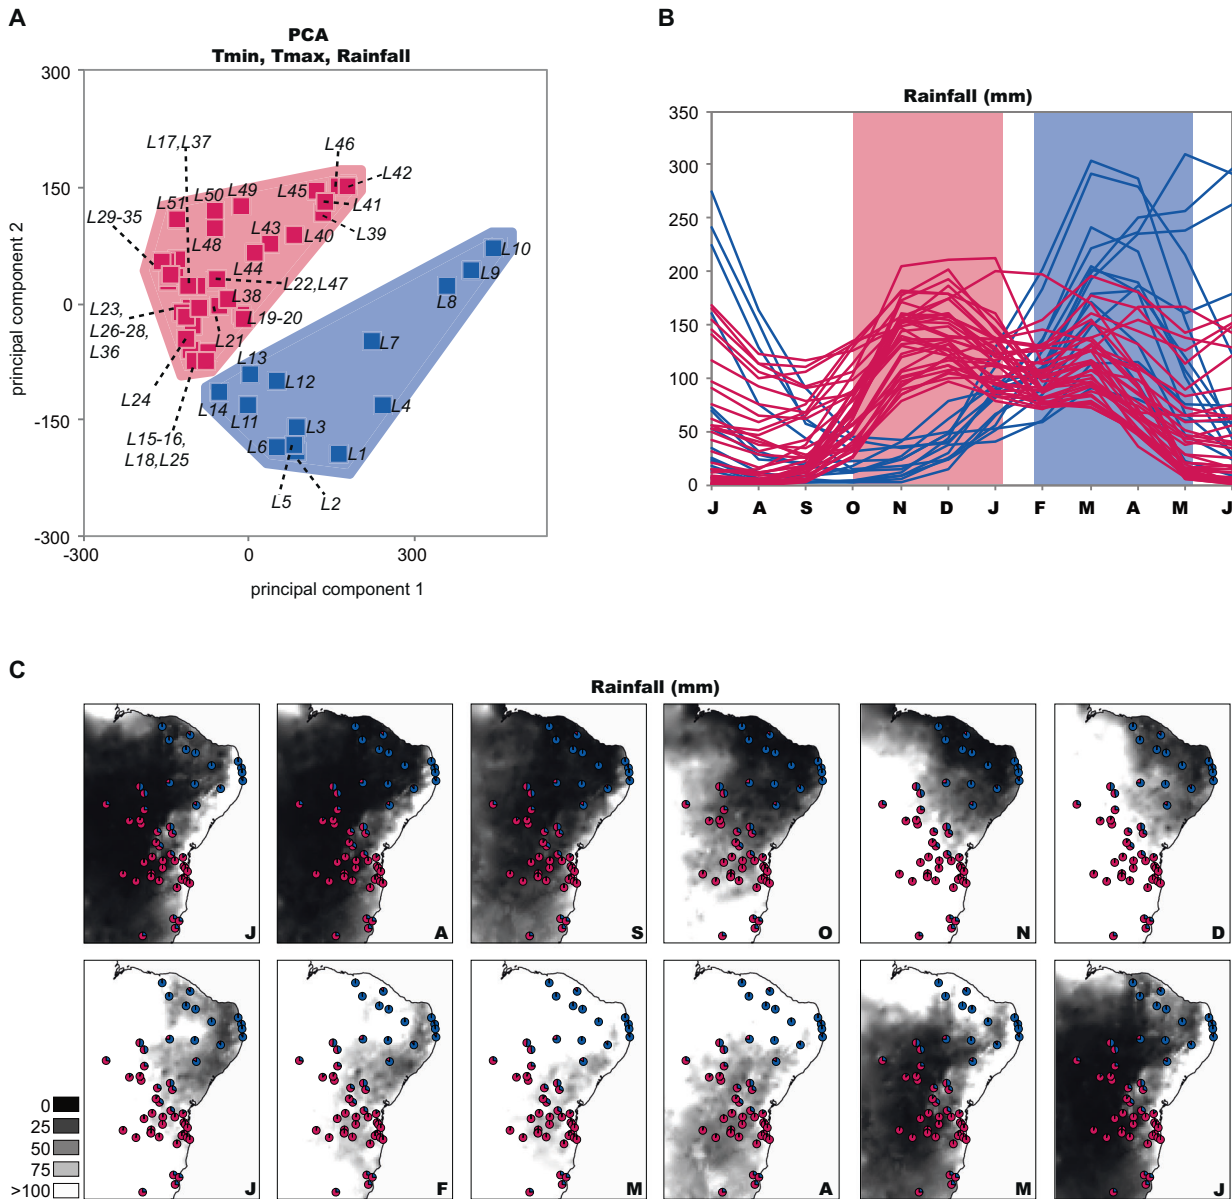 A
PCA
Tmin, Tmax, Rainfall
300
150
0
-150
-300
-300
0
300
principal component 2
principal component 1
L17,L37
L46
L42
L51
L50
L49
L45
L41
L29-35
L48
L43
L40
L39
L44
L22,L47
L10
L9
L8
L23,
L26-28,
L36
L38
L19-20
L21
L7
L13
L12
L24
L14
L11
L4
L15-16,
L18,L25
L3
L6
L1
L5
L2
B
Rainfall (mm)
350
300
250
200
150
100
50
0
J A S O N D J F M A M J
C
Rainfall (mm)
J A S O N D
0
25
50
75
>100
J F M A M J